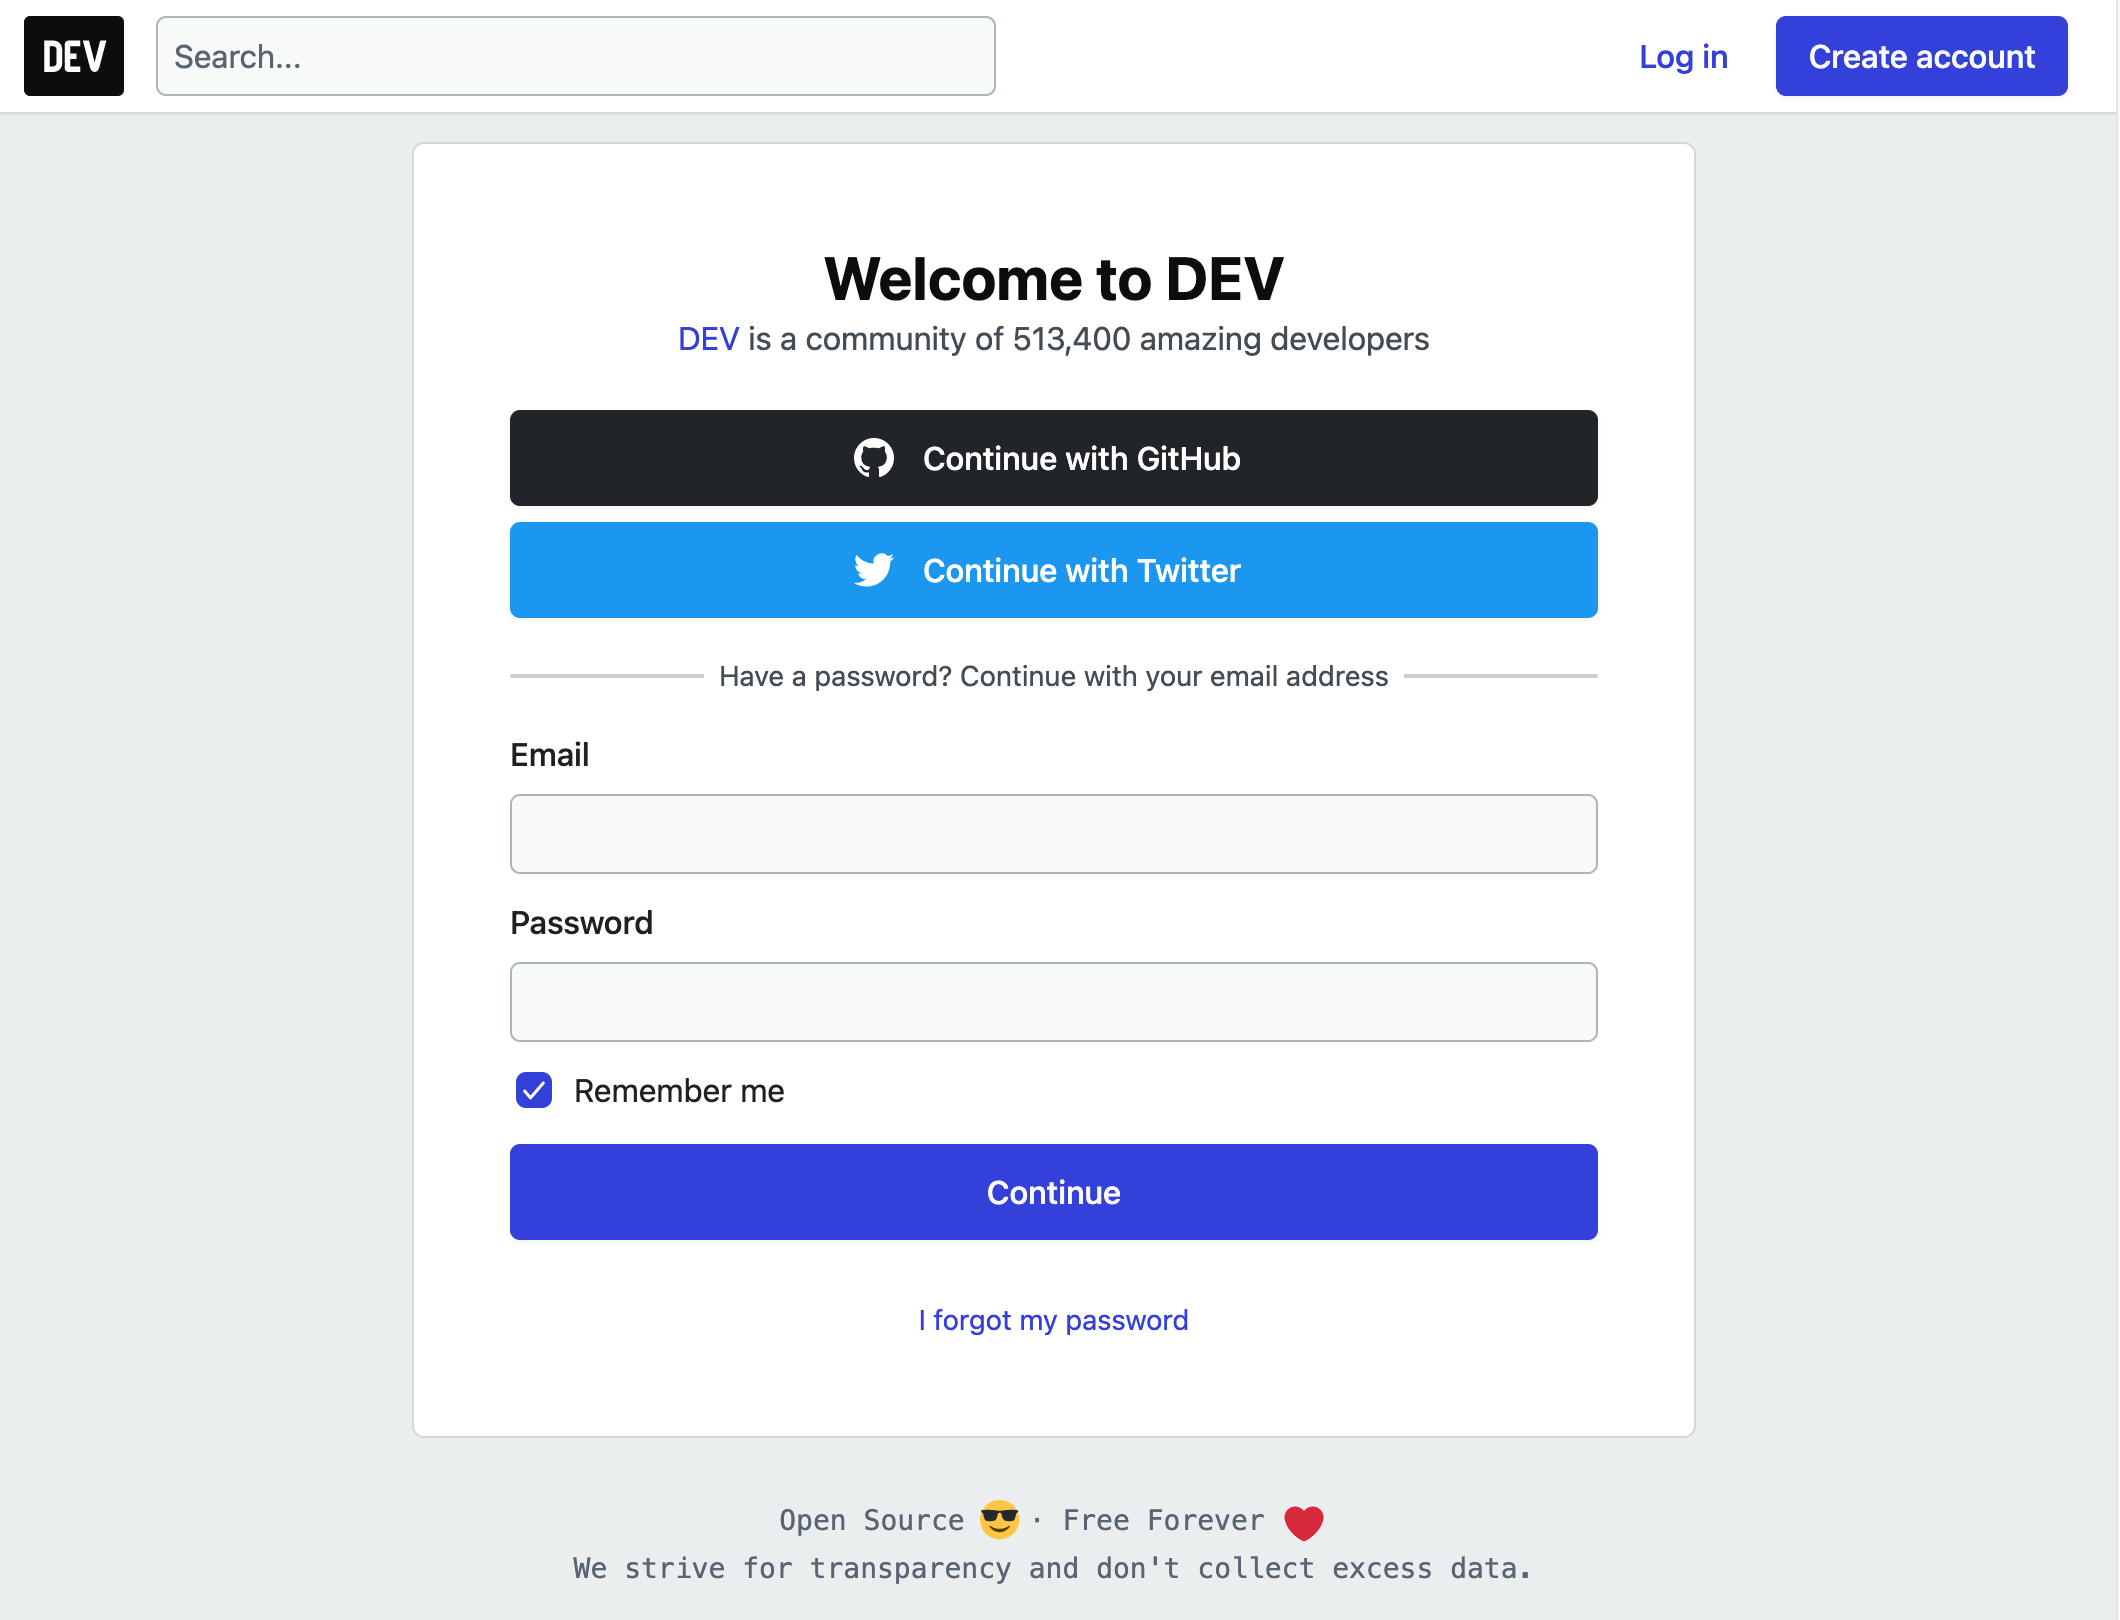 DEV
Search...
Log in
Create account
Welcome to DEV
DEV is a community of 513,400 amazing developers
Continue with GitHub
Continue with Twitter
Have a password? Continue with your email address
Email
Password
Remember me
Continue
I forgot my password
Open Source 😎 · Free Forever ❤️
We strive for transparency and don't collect excess data.